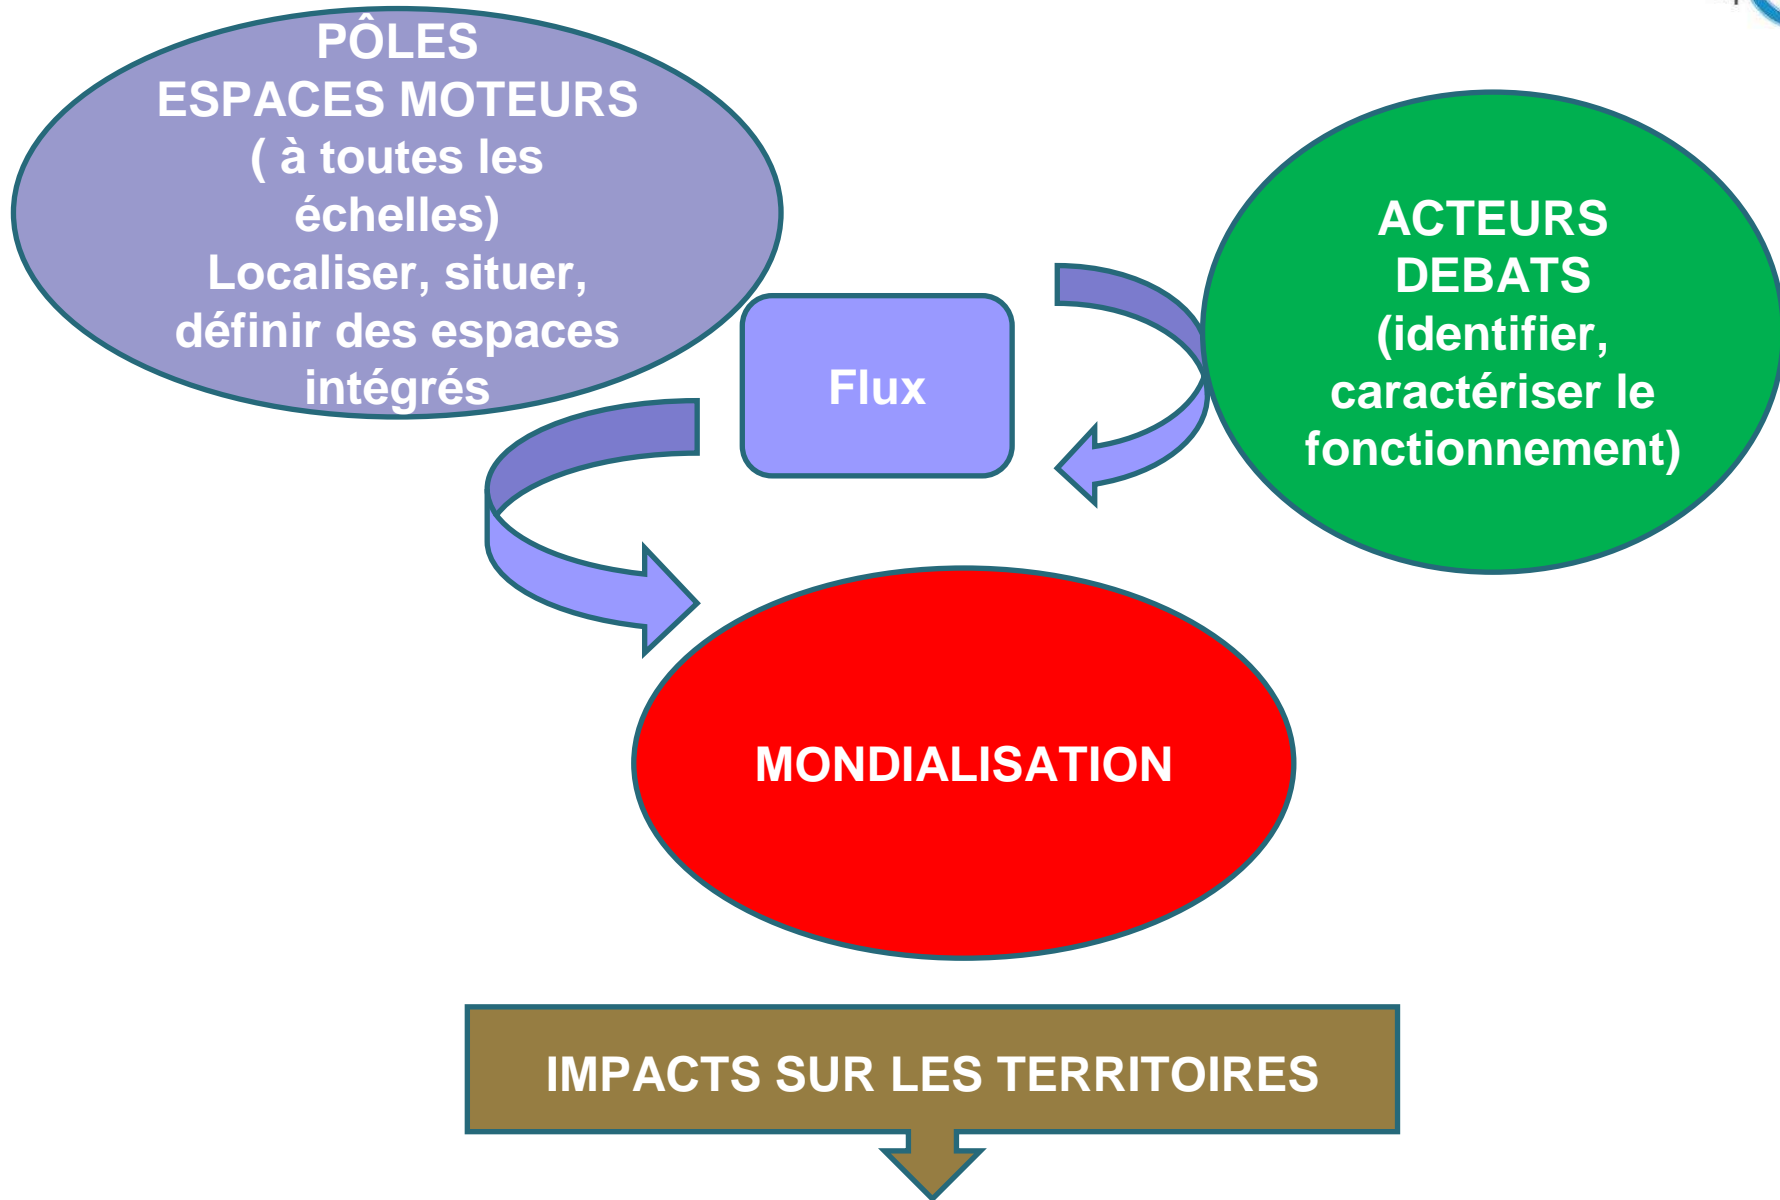 PÔLES
ESPACES MOTEURS
( à toutes les
échelles)
Localiser, situer,
définir des espaces
intégrés
Flux
ACTEURS
DEBATS
(identifier,
caractériser le
fonctionnement)
MONDIALISATION
IMPACTS SUR LES TERRITOIRES